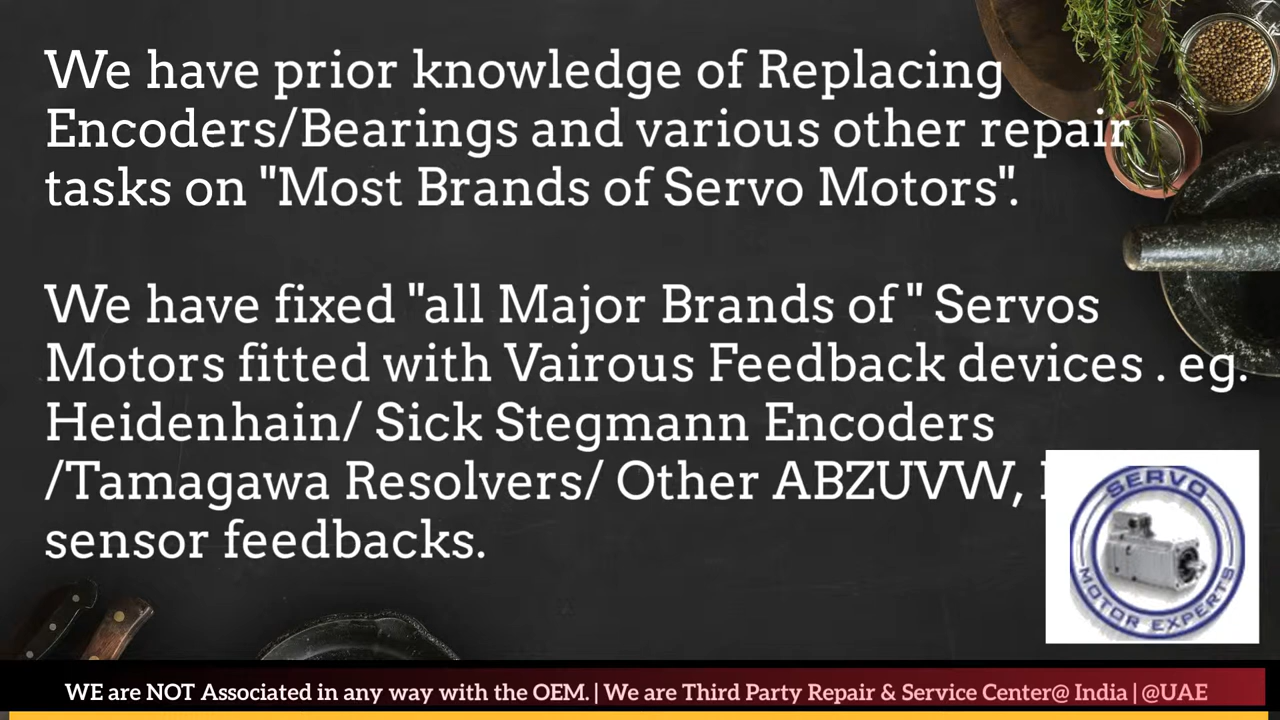 We have prior knowledge of Replacing
Encoders/Bearings and various other repair
tasks on "Most Brands of Servo Motors".
We have fixed "all Major Brands of " Servos
Motors fitted with Vairous Feedback devices . eg.
Heidenhain/ Sick Stegmann Encoders
/Tamagawa Resolvers/ Other ABZUVW,
sensor feedbacks.
SERVO
MOTOR EXPERTS
WE are NOT Associated in any way with the OEM. | We are Third Party Repair & Service Center@ India | @UAE